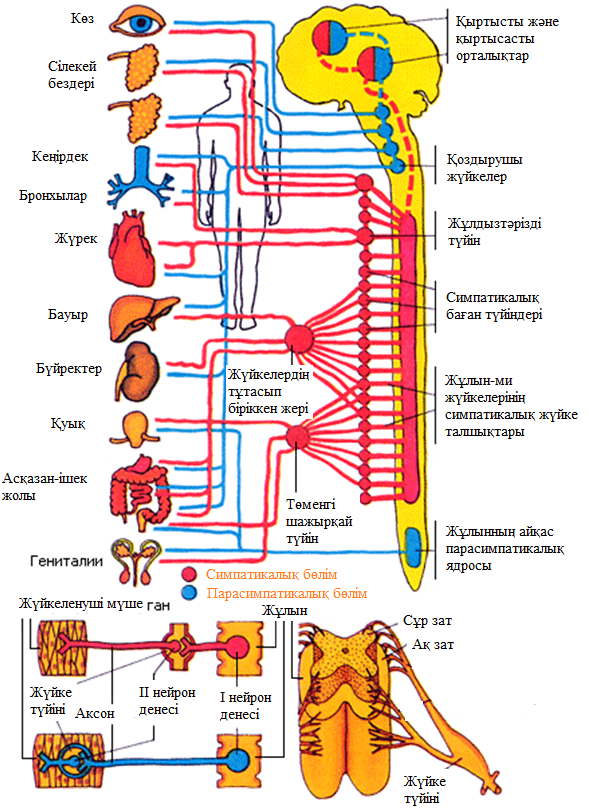 Көз
Сілекей
бездері
Кеңірдек
Бронхылар
Жүрек
Бауыр
Бүйректер
Қуық
Асқазан-ішек
жолы
Гениталии
Қыртысты және
қыртысасты
орталықтар
Қоздырушы
жүйкелер
Жұлдызтәрізді
түйін
Симпатикалық
баған түйіндері
Жүйкелердің
тұтасып
біріккен жері
Жұлын-ми
жүйкелерінің
симпатикалық жүйке
талшықтары
Төменгі
шажырқай
түйін
Жұлынның айқас
парасимпатикалық
ядросы
Симпатикалық бөлім
Парасимпатикалық бөлім
Жүйкеленуші мүше ган
Жұлын
Сұр зат
Ақ зат
Жүйке
түйіні
Аксон
II нейрон
денесі
I нейрон
денесі
Жүйке
түйіні